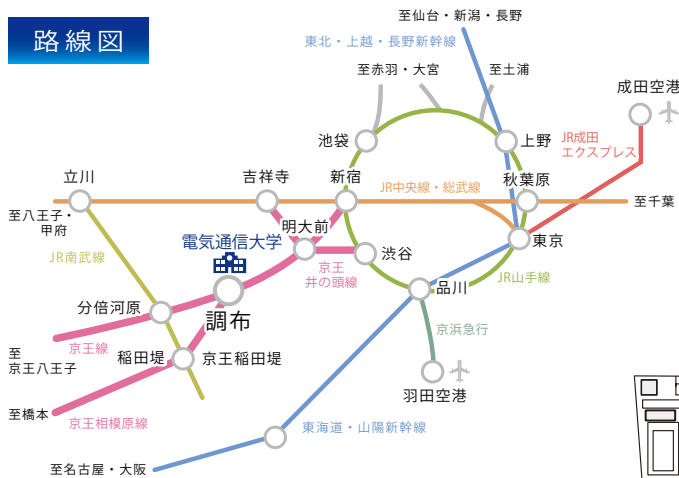 路線図
至仙台・新潟・長野
東北・上越・長野新幹線
至赤羽・大宮
至土浦
成田空港
池袋
上野
JR成田
エクスプレス
立川
吉祥寺
新宿
JR中央線・総武線
秋葉原
至八王子・
甲府
至千葉
明大前
電気通信大学
東京
JR南武線
京王
井の頭線
渋谷
JR山手線
品川
分倍河原
調布
京浜急行
京王線
至
京王八王子
稲田堤
京王稲田堤
羽田空港
至橋本
京王相模原線
東海道・山陽新幹線
至名古屋・大阪